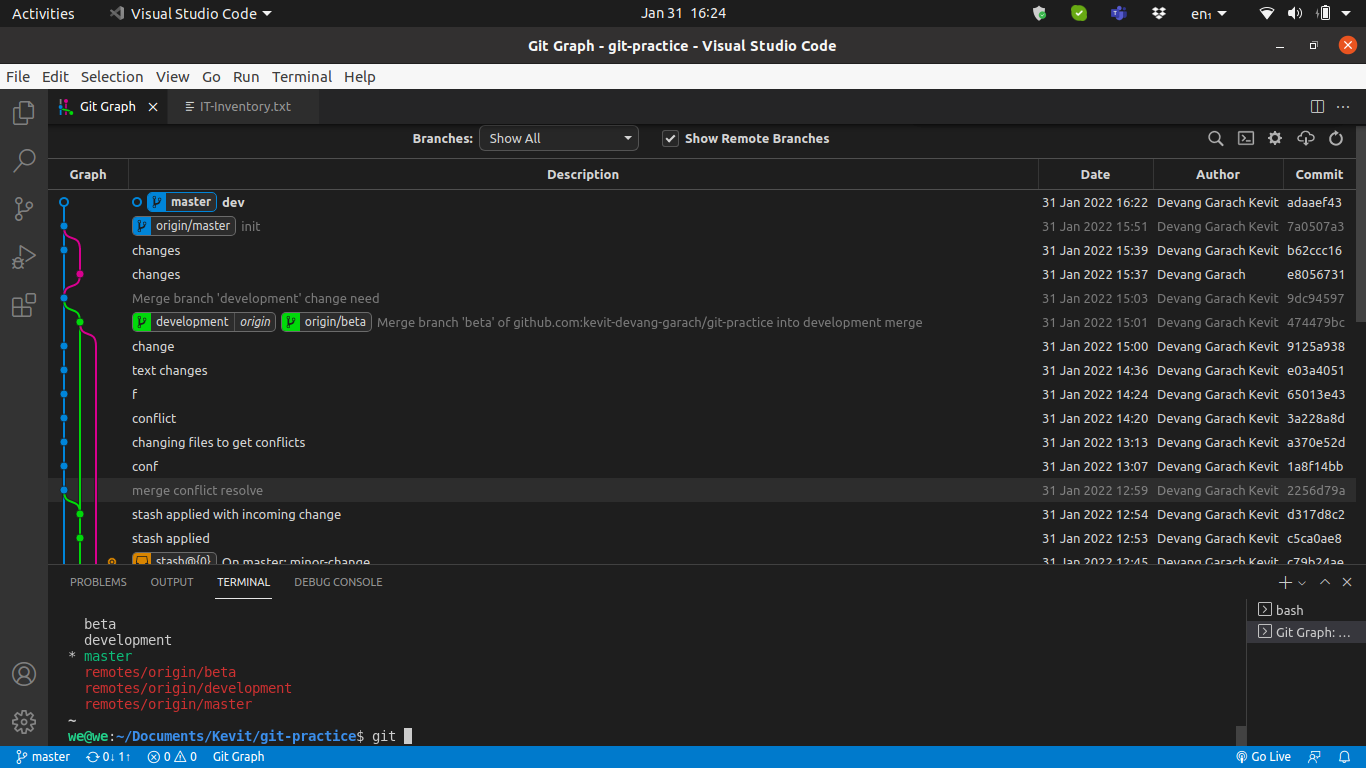 Activities Visual Studio Code Jan 31 16:24 en₁
Git Graph - git-practice - Visual Studio Code
File Edit Selection View Go Run Terminal Help
Git Graph IT-Inventory.txt
Branches: Show All Show Remote Branches
Graph Description Date Author Commit
master dev 31 Jan 2022 16:22 Devang Garach Kevit adaaef43
origin/master init 31 Jan 2022 15:51 Devang Garach Kevit 7a0507a3
changes 31 Jan 2022 15:39 Devang Garach Kevit b62ccc16
changes 31 Jan 2022 15:37 Devang Garach e8056731
Merge branch 'development' change need 31 Jan 2022 15:03 Devang Garach Kevit 9dc94597
development origin origin/beta Merge branch 'beta' of github.com:kevit-devang-garach/git-practice into development merge 31 Jan 2022 15:01 Devang Garach Kevit 474479bc
change 31 Jan 2022 15:00 Devang Garach Kevit 9125a938
text changes 31 Jan 2022 14:36 Devang Garach Kevit e03a4051
f 31 Jan 2022 14:24 Devang Garach Kevit 65013e43
conflict 31 Jan 2022 14:20 Devang Garach Kevit 3a228a8d
changing files to get conflicts 31 Jan 2022 13:13 Devang Garach Kevit a370e52d
conf 31 Jan 2022 13:07 Devang Garach Kevit 1a8f14bb
merge conflict resolve 31 Jan 2022 12:59 Devang Garach Kevit 2256d79a
stash applied with incoming change 31 Jan 2022 12:54 Devang Garach Kevit d317d8c2
stash applied 31 Jan 2022 12:53 Devang Garach Kevit c5ca0ae8
stash@{0} On master: minor-change 31 Jan 2022 12:45 Devang Garach Kevit c79b24ae
PROBLEMS OUTPUT TERMINAL DEBUG CONSOLE
beta
development
* master
remotes/origin/beta
remotes/origin/development
remotes/origin/master
~
we@we:~/Documents/Kevit/git-practice$ git
bash
Git Graph: ...
master 0↓ 1↑ 0 0 Git Graph Go Live